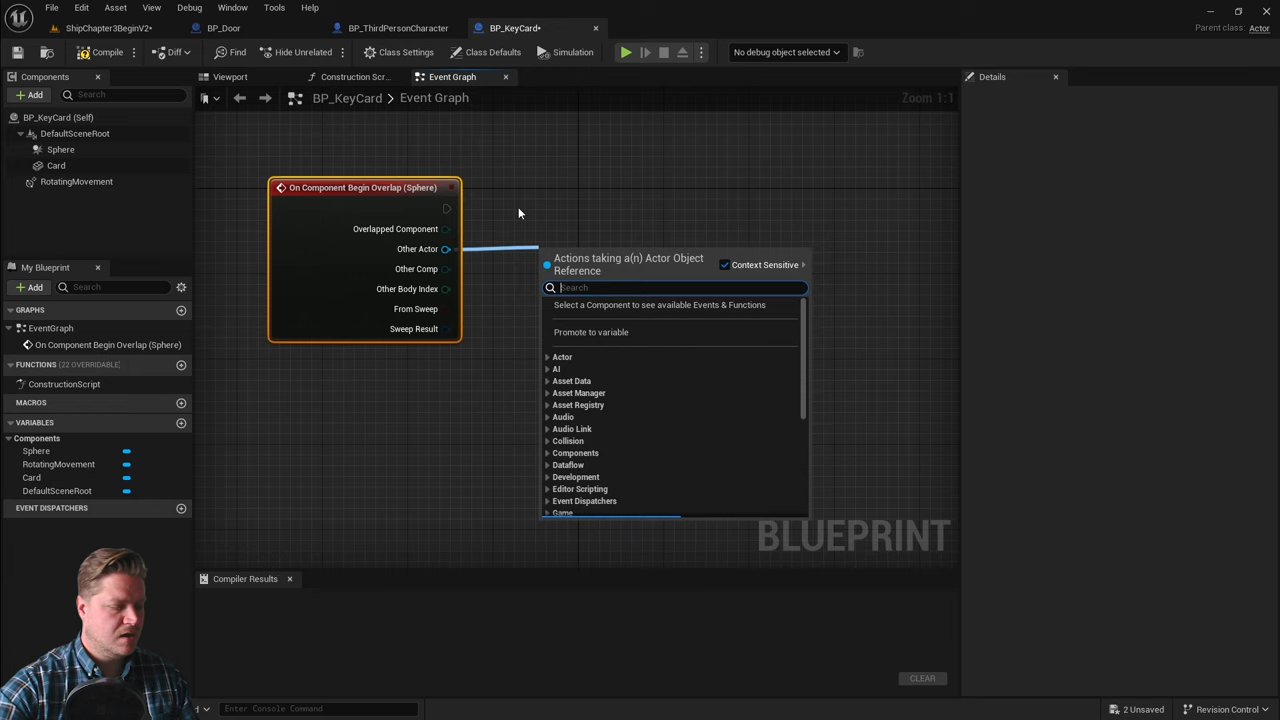 File Edit Asset View Debug Window Tools Help
ShipChapter3BeginV2* BP_Door BP_ThirdPersonCharacter BP_KeyCard* Parent class: Actor
Compile Diff Find Hide Unrelated Class Settings Class Defaults Simulation No debug object selected
Components Viewport Construction Scr... Event Graph Details
Add Search BP_KeyCard > Event Graph Zoom 1:1
BP_KeyCard (Self)
DefaultSceneRoot
Sphere
Card
RotatingMovement
My Blueprint
Add Search
GRAPHS
EventGraph
On Component Begin Overlap (Sphere)
FUNCTIONS (22 OVERRIDABLE)
ConstructionScript
MACROS
VARIABLES
Components
Sphere
RotatingMovement
Card
DefaultSceneRoot
EVENT DISPATCHERS
On Component Begin Overlap (Sphere)
Overlapped Component
Other Actor
Other Comp
Other Body Index
From Sweep
Sweep Result
Actions taking a(n) Actor Object
Reference
Context Sensitive
Search
Select a Component to see available Events & Functions
Promote to variable
Actor
AI
Asset Data
Asset Manager
Asset Registry
Audio
Audio Link
Collision
Components
Dataflow
Development
Editor Scripting
Event Dispatchers
Game
BLUEPRINT
Compiler Results
CLEAR
Enter Console Command
2 Unsaved Revision Control